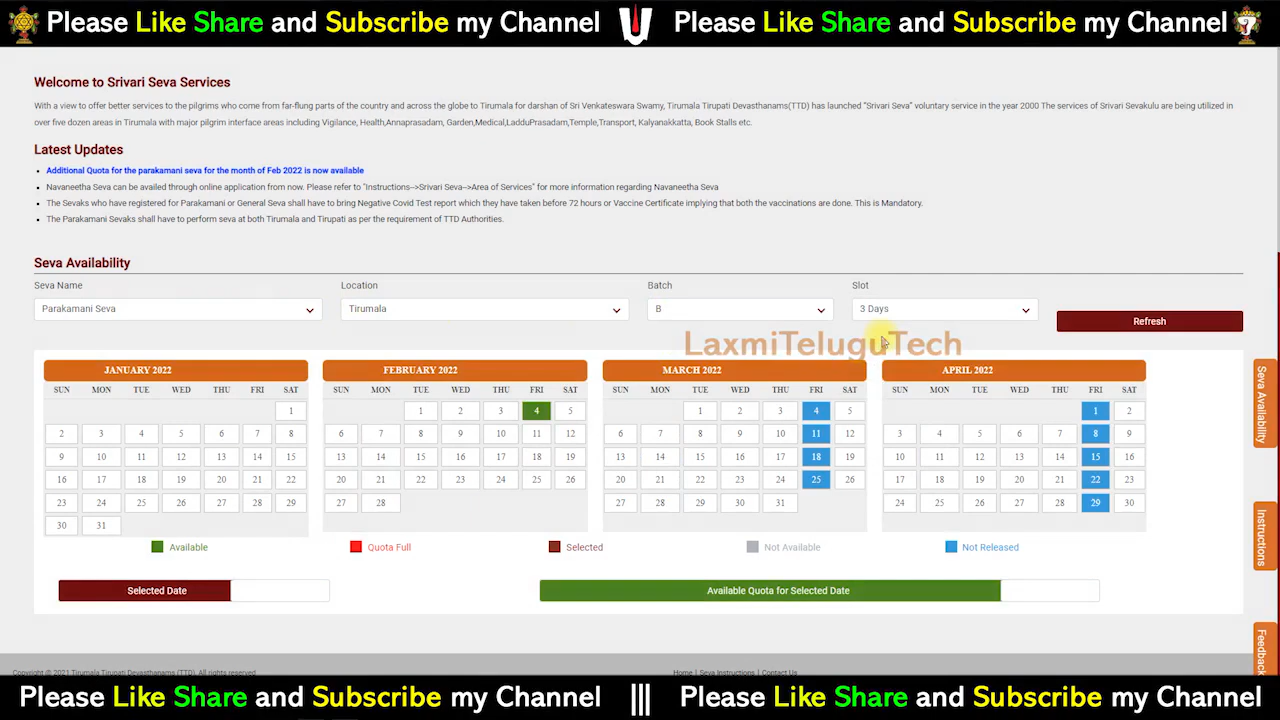 Please Like Share and Subscribe my Channel Please Like Share and Subscribe my Channel
Welcome to Srivari Seva Services
With a view to offer better services to the pilgrims who come from far-flung parts of the country and across the globe to Tirumala for darshan of Sri Venkateswara Swamy, Tirumala Tirupati Devasthanams(TTD) has launched "Srivari Seva" voluntary service in the year 2000 The services of Srivari Sevakulu are being utilized in
over five dozen areas in Tirumala with major pilgrim interface areas including Vigilance, Health,Annaprasadam, Garden,Medical,LadduPrasadam,Temple,Transport, Kalyanakkatta, Book Stalls etc.
Latest Updates
Additional Quota for the parakamani seva for the month of Feb 2022 is now available
Navaneetha Seva can be availed through online application from now. Please refer to "Instructions-->Srivari Seva-->Area of Services" for more information regarding Navaneetha Seva
The Sevaks who have registered for Parakamani or General Seva shall have to bring Negative Covid Test report which they have taken before 72 hours or Vaccine Certificate implying that both the vaccinations are done. This is Mandatory.
The Parakamani Sevaks shall have to perform seva at both Tirumala and Tirupati as per the requirement of TTD Authorities.
Seva Availability
Seva Name Location Batch Slot
Parakamani Seva Tirumala B 3 Days
Refresh
LaxmiTeluguTech
JANUARY 2022 FEBRUARY 2022 MARCH 2022 APRIL 2022
SUN MON TUE WED THU FRI SAT SUN MON TUE WED THU FRI SAT SUN MON TUE WED THU FRI SAT SUN MON TUE WED THU FRI SAT
1 1 2 3 4 5 1 2 3 4 5 1 2
2 3 4 5 6 7 8 6 7 8 9 10 11 12 6 7 8 9 10 11 12 3 4 5 6 7 8 9
9 10 11 12 13 14 15 13 14 15 16 17 18 19 13 14 15 16 17 18 19 10 11 12 13 14 15 16
16 17 18 19 20 21 22 20 21 22 23 24 25 26 20 21 22 23 24 25 26 17 18 19 20 21 22 23
23 24 25 26 27 28 29 27 28 27 28 29 30 31 24 25 26 27 28 29 30
30 31
Available Quota Full Selected Not Available Not Released
Selected Date Available Quota for Selected Date
Seva Availability
Instructions
Feedback
Copyright © 2021 Tirumala Tirupati Devasthanams (TTD). All rights reserved Home | Seva Instructions | Contact Us
Please Like Share and Subscribe my Channel ||| Please Like Share and Subscribe my Channel